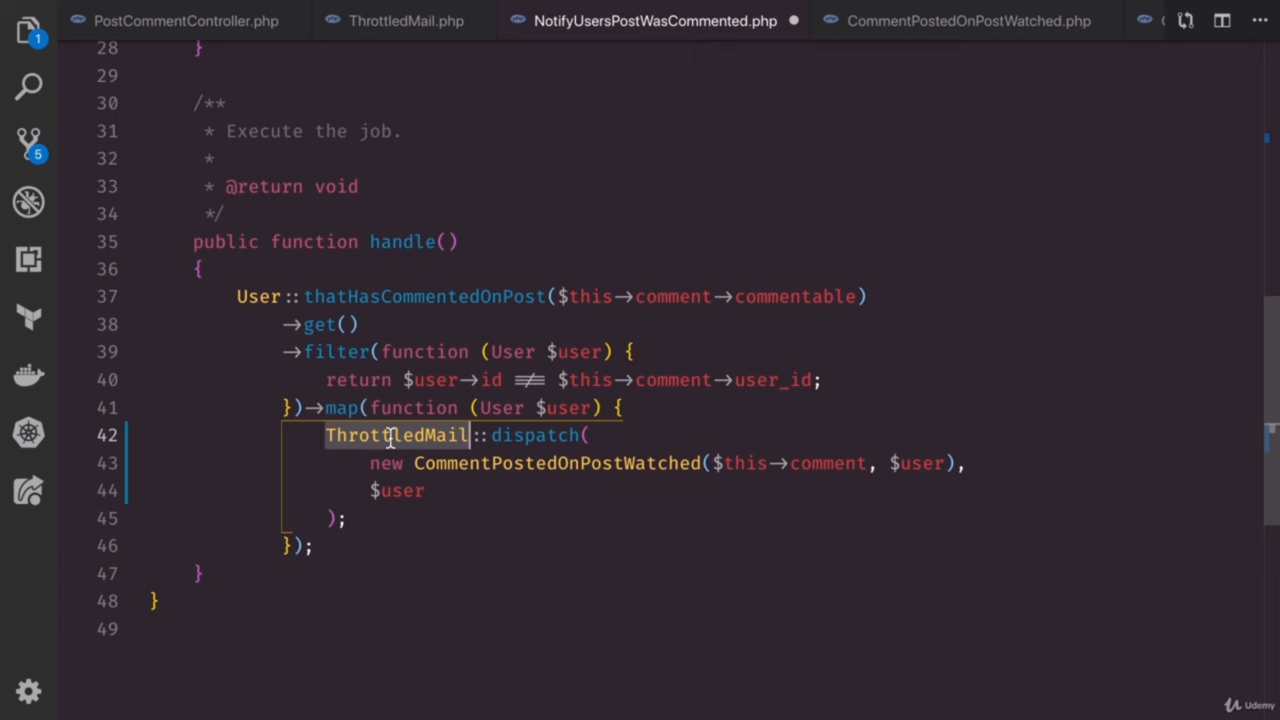 PostCommentController.php ThrottledMail.php NotifyUsersPostWasCommented.php CommentPostedOnPostWatched.php
1
5
28 }
29
30 /**
31 * Execute the job.
32 *
33 * @return void
34 */
35 public function handle()
36 {
37 User::thatHasCommentedOnPost($this->comment->commentable)
38 ->get()
39 ->filter(function (User $user) {
40 return $user->id !== $this->comment->user_id;
41 })->map(function (User $user) {
42 ThrottledMail::dispatch(
43 new CommentPostedOnPostWatched($this->comment, $user),
44 $user
45 );
46 });
47 }
48 }
49
Udemy